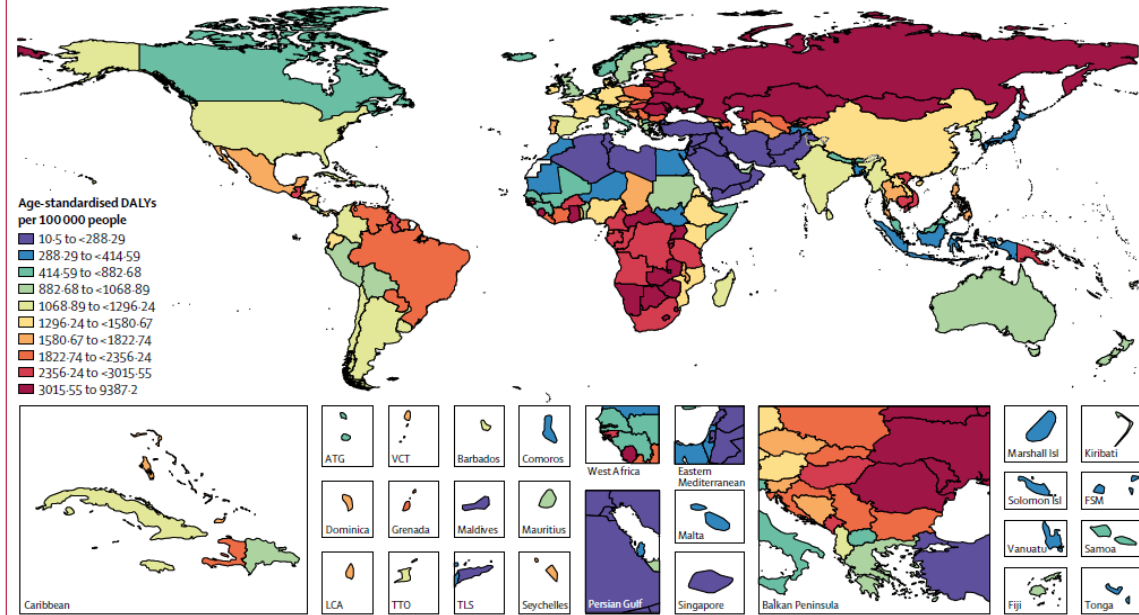 Age-standardised DALYs
per 100 000 people
10·5 to <288·29
288·29 to <414·59
414·59 to <882·68
882·68 to <1068·89
1068·89 to <1296·24
1296·24 to <1580·67
1580·67 to <1822·74
1822·74 to <2356·24
2356·24 to <3015·55
3015·55 to 9387·2
Caribbean
ATG
VCT
Barbados
Comoros
Dominica
Grenada
Maldives
Mauritius
LCA
TTO
TLS
Seychelles
West Africa
Eastern
Mediterranean
Persian Gulf
Malta
Singapore
Balkan Peninsula
Marshall Isl
Kiribati
Solomon Isl
FSM
Vanuatu
Samoa
Fiji
Tonga